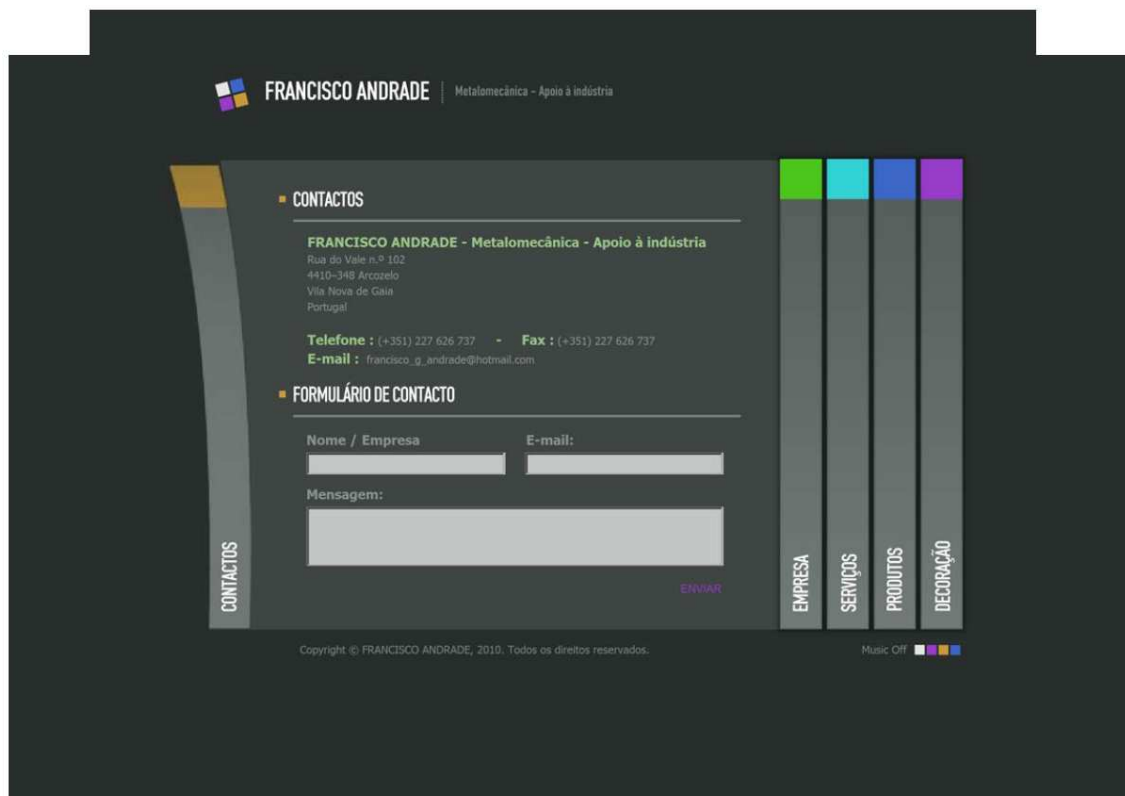 FRANCISCO ANDRADE
Metalomecânica - Apoio à indústria
CONTACTOS
FRANCISCO ANDRADE - Metalomecânica - Apoio à indústria
Rua do Vale n.º 102
4410-348 Arcozelo
Vila Nova de Gaia
Portugal
Telefone : (+351) 227 626 737 - Fax : (+351) 227 626 737
E-mail : francisco_g_andrade@hotmail.com
FORMULÁRIO DE CONTACTO
Nome / Empresa E-mail:
Mensagem:
ENVIAR
CONTACTOS
EMPRESA
SERVIÇOS
PRODUTOS
DECORAÇÃO
Copyright © FRANCISCO ANDRADE, 2010. Todos os direitos reservados.
Music Off